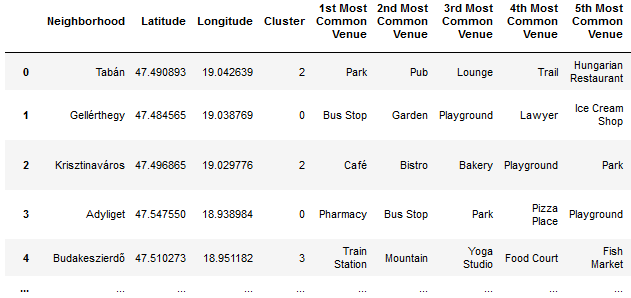 Neighborhood Latitude Longitude Cluster 1st Most Common Venue 2nd Most Common Venue 3rd Most Common Venue 4th Most Common Venue 5th Most Common Venue
0 Tabán 47.490893 19.042639 2 Park Pub Lounge Trail Hungarian Restaurant
1 Gellérthegy 47.484565 19.038769 0 Bus Stop Garden Playground Lawyer Ice Cream Shop
2 Krisztinaváros 47.496865 19.029776 2 Café Bistro Bakery Playground Park
3 Adyliget 47.547550 18.938984 0 Pharmacy Bus Stop Park Pizza Place Playground
4 Budakeszierdő 47.510273 18.951182 3 Train Station Mountain Yoga Studio Food Court Fish Market
... ... ... ... ... ... ... ... ... ...